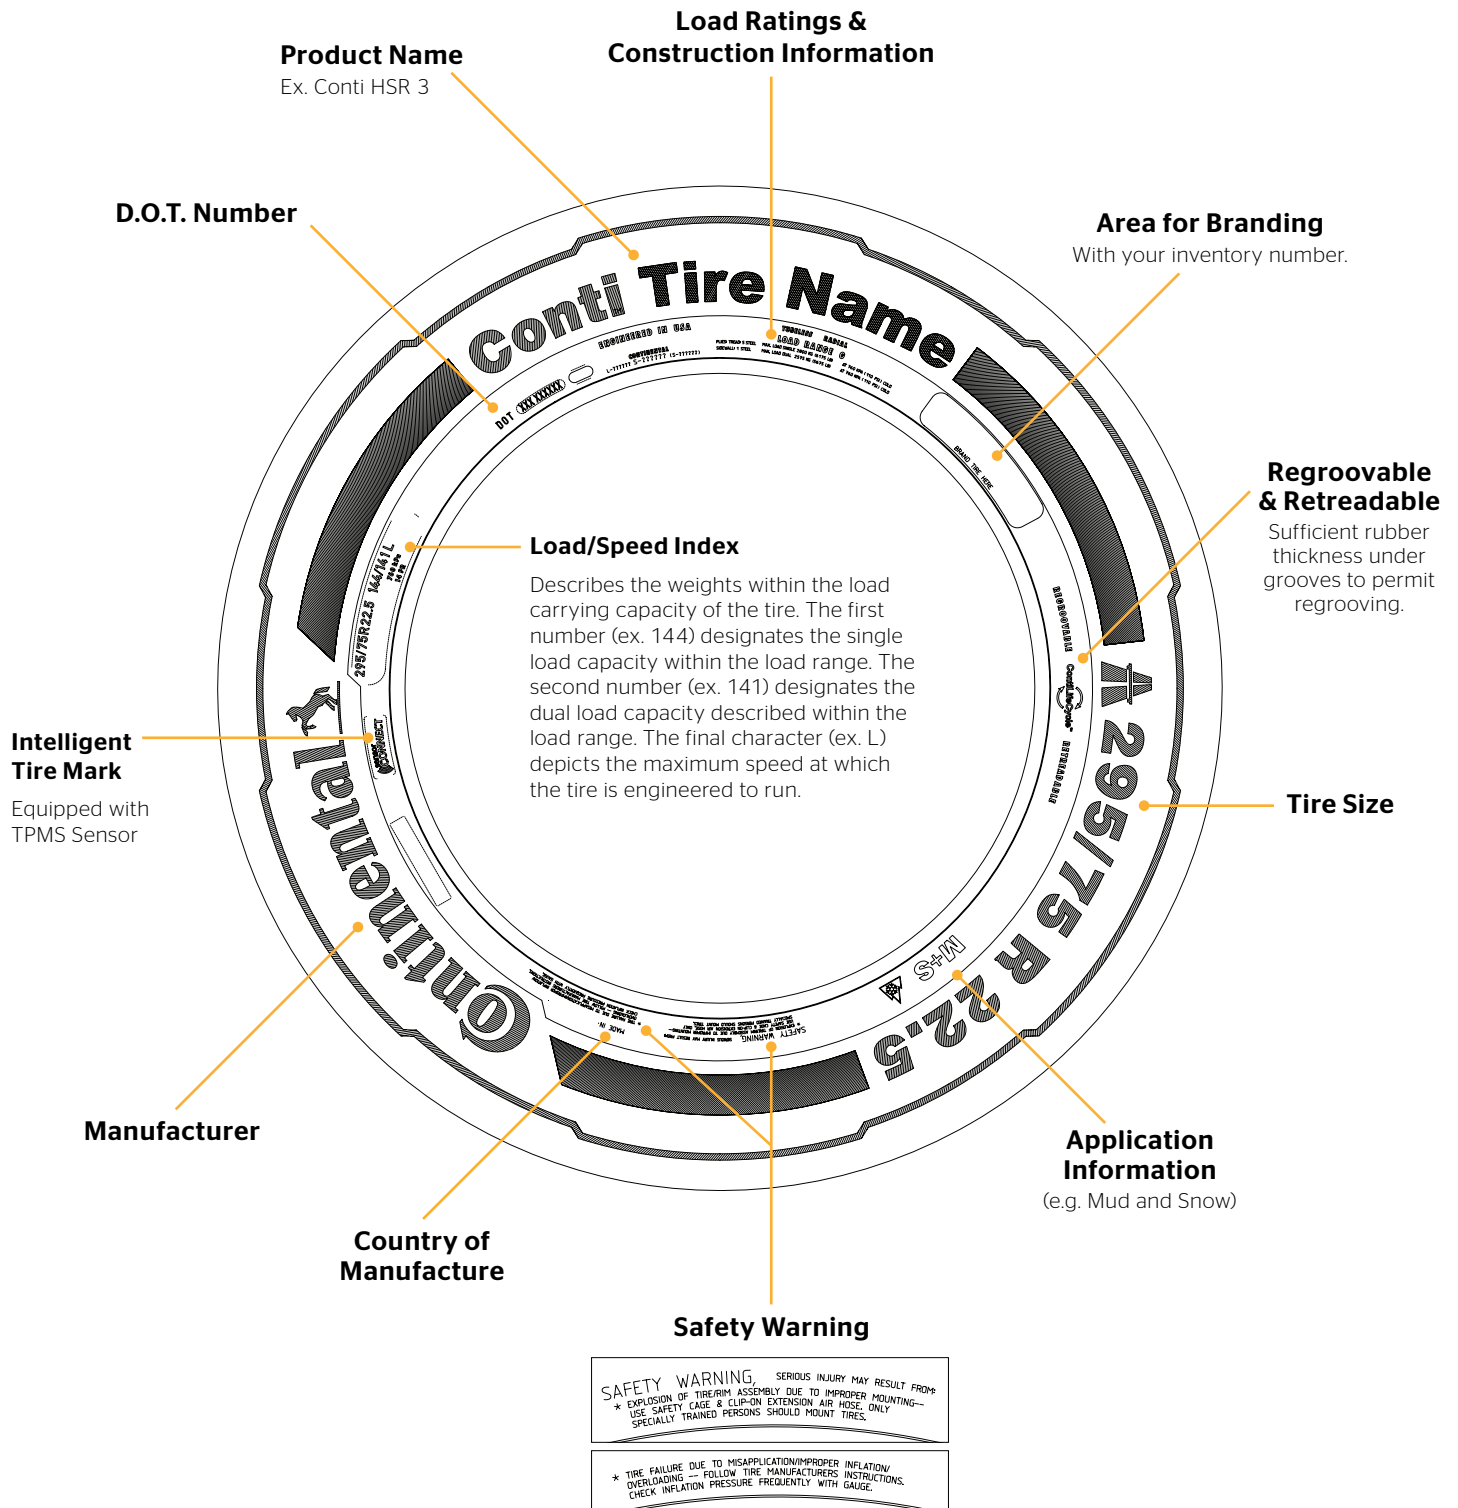 Load Ratings &
Construction Information
Product Name
Ex. Conti HSR 3
D.O.T. Number
Area for Branding
With your inventory number.
Conti Tire Name
ENGINEERED IN USA
CONTINENTAL
L-?????? S-?????? (S-??????)
TUBELESS RADIAL
LOAD RANGE G
DOT XXX XXXXXX
BRAND TIRE HERE
Regroovable
& Retreadable
Sufficient rubber
thickness under
grooves to permit
regrooving.
Load/Speed Index
Describes the weights within the load
carrying capacity of the tire. The first
number (ex. 144) designates the single
load capacity within the load range. The
second number (ex. 141) designates the
dual load capacity described within the
load range. The final character (ex. L)
depicts the maximum speed at which
the tire is engineered to run.
295/75R22.5 144/141 L
REGROOVABLE
ContiLifeCycle™
RETREADABLE
Intelligent
Tire Mark
Equipped with
TPMS Sensor
CONNECT
Continental
295/75 R 22.5
Tire Size
M+S
MADE IN
SAFETY WARNING,
Manufacturer
Application
Information
(e.g. Mud and Snow)
Country of
Manufacture
Safety Warning
SAFETY WARNING, SERIOUS INJURY MAY RESULT FROM:
* EXPLOSION OF TIRE/RIM ASSEMBLY DUE TO IMPROPER MOUNTING--
USE SAFETY CAGE & CLIP-ON EXTENSION AIR HOSE. ONLY
SPECIALLY TRAINED PERSONS SHOULD MOUNT TIRES.
* TIRE FAILURE DUE TO MISAPPLICATION/IMPROPER INFLATION/
OVERLOADING -- FOLLOW TIRE MANUFACTURERS INSTRUCTIONS.
CHECK INFLATION PRESSURE FREQUENTLY WITH GAUGE.